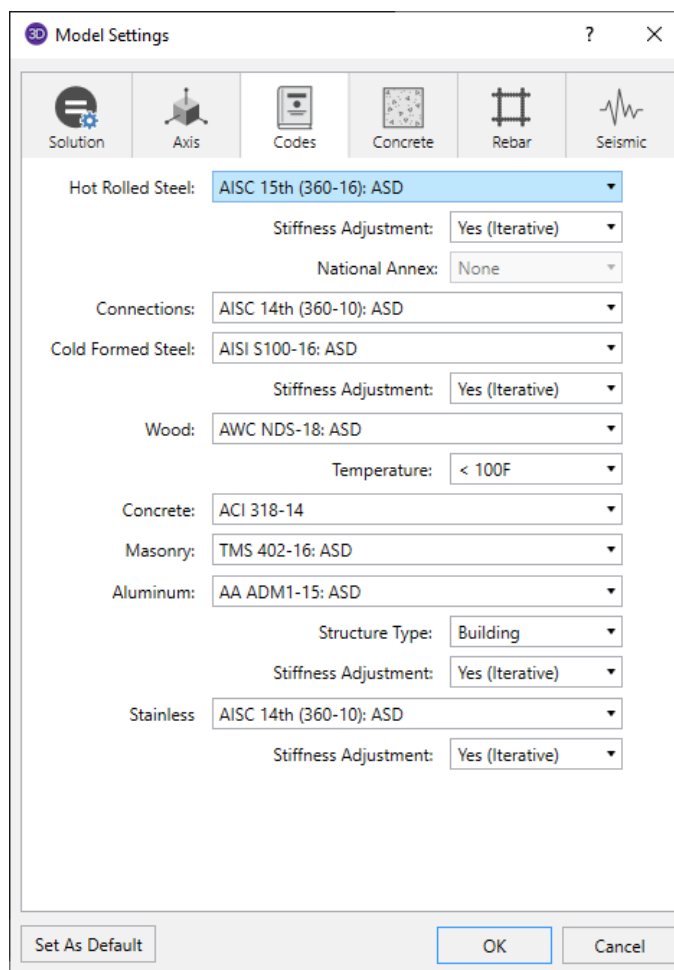 3D Model Settings ?
Solution Axis Codes Concrete Rebar Seismic
Hot Rolled Steel: AISC 15th (360-16): ASD
Stiffness Adjustment: Yes (Iterative)
National Annex: None
Connections: AISC 14th (360-10): ASD
Cold Formed Steel: AISI S100-16: ASD
Stiffness Adjustment: Yes (Iterative)
Wood: AWC NDS-18: ASD
Temperature: < 100F
Concrete: ACI 318-14
Masonry: TMS 402-16: ASD
Aluminum: AA ADM1-15: ASD
Structure Type: Building
Stiffness Adjustment: Yes (Iterative)
Stainless AISC 14th (360-10): ASD
Stiffness Adjustment: Yes (Iterative)
Set As Default OK Cancel